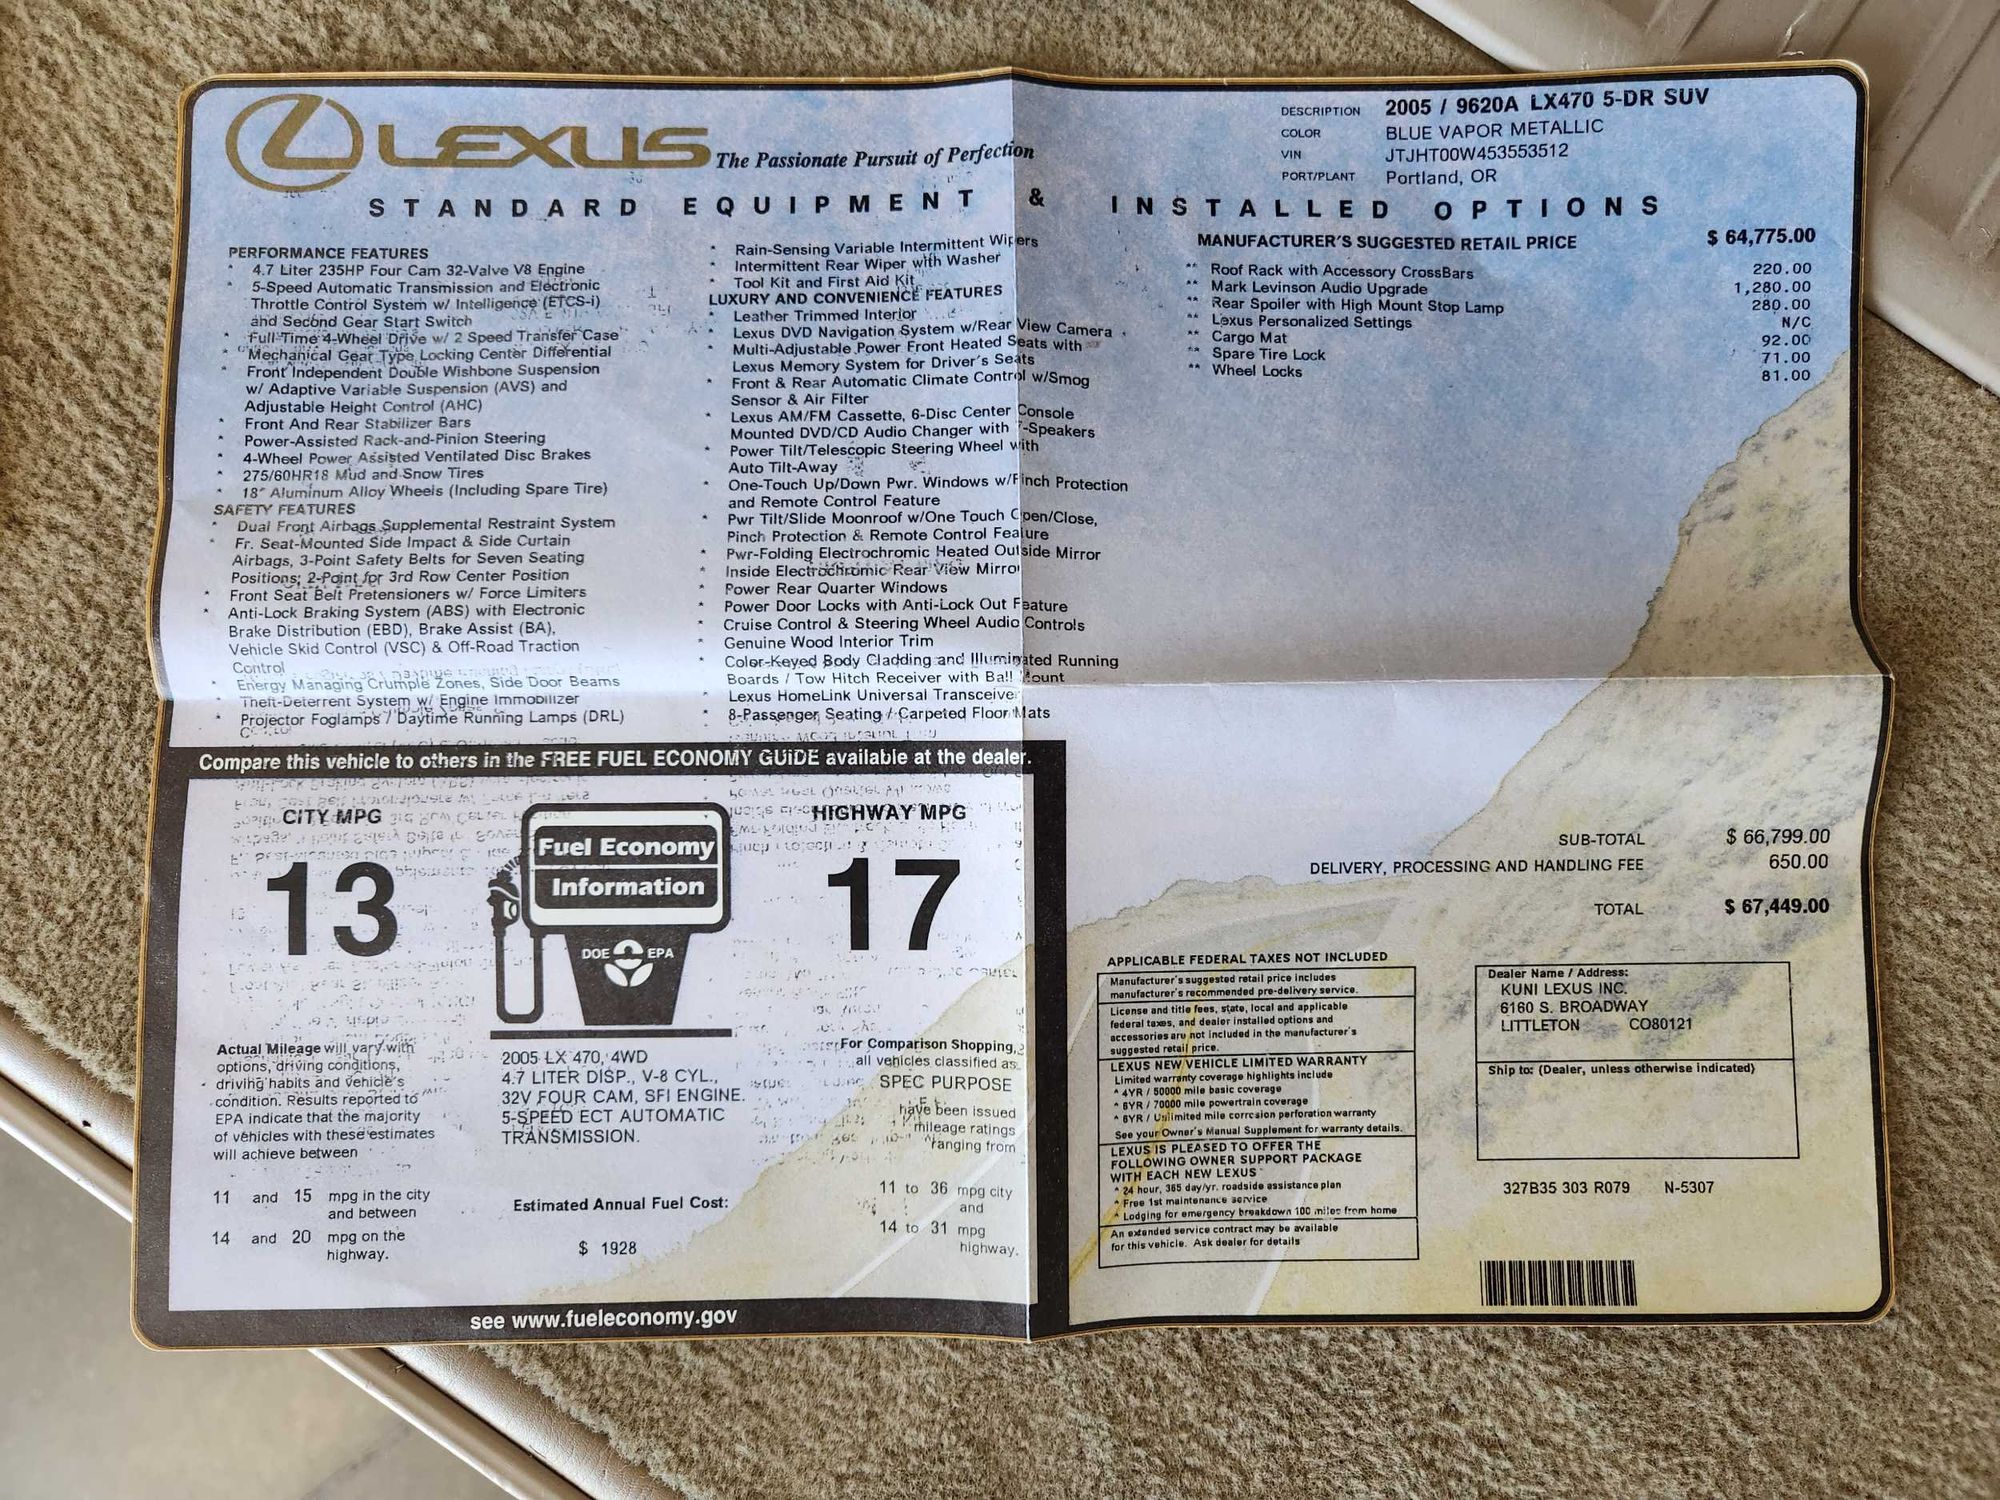 LEXUS The Passionate Pursuit of Perfection
DESCRIPTION 2005 / 9620A LX470 5-DR SUV
COLOR BLUE VAPOR METALLIC
VIN JTJHT00W453553512
PORT/PLANT Portland, OR
STANDARD EQUIPMENT & INSTALLED OPTIONS
PERFORMANCE FEATURES
* 4.7 Liter 235HP Four Cam 32-Valve V8 Engine
* 5-Speed Automatic Transmission and Electronic
Throttle Control System w/ Intelligence (ETCS-i)
and Second Gear Start Switch
* Full-Time 4-Wheel Drive w/ 2 Speed Transfer Case
* Mechanical Gear Type Locking Center Differential
* Front Independent Double Wishbone Suspension
w/ Adaptive Variable Suspension (AVS) and
Adjustable Height Control (AHC)
* Front And Rear Stabilizer Bars
* Power-Assisted Rack-and-Pinion Steering
* 4-Wheel Power Assisted Ventilated Disc Brakes
* 275/60HR18 Mud and Snow Tires
* 18" Aluminum Alloy Wheels (Including Spare Tire)
SAFETY FEATURES
* Dual Front Airbags Supplemental Restraint System
* Fr. Seat-Mounted Side Impact & Side Curtain
Airbags, 3-Point Safety Belts for Seven Seating
Positions; 2-Point for 3rd Row Center Position
* Front Seat Belt Pretensioners w/ Force Limiters
* Anti-Lock Braking System (ABS) with Electronic
Brake Distribution (EBD), Brake Assist (BA),
Vehicle Skid Control (VSC) & Off-Road Traction
Control
* Energy Managing Crumple Zones, Side Door Beams
* Theft-Deterrent System w/ Engine Immobilizer
* Projector Foglamps / Daytime Running Lamps (DRL)
* Rain-Sensing Variable Intermittent Wipers
* Intermittent Rear Wiper with Washer
* Tool Kit and First Aid Kit
LUXURY AND CONVENIENCE FEATURES
* Leather Trimmed Interior
* Lexus DVD Navigation System w/Rear View Camera
* Multi-Adjustable Power Front Heated Seats with
Lexus Memory System for Driver's Seats
* Front & Rear Automatic Climate Control w/Smog
Sensor & Air Filter
* Lexus AM/FM Cassette, 6-Disc Center Console
Mounted DVD/CD Audio Changer with 7-Speakers
* Power Tilt/Telescopic Steering Wheel with
Auto Tilt-Away
* One-Touch Up/Down Pwr. Windows w/Pinch Protection
and Remote Control Feature
* Pwr Tilt/Slide Moonroof w/One Touch Open/Close,
Pinch Protection & Remote Control Feature
* Pwr-Folding Electrochromic Heated Outside Mirror
* Inside Electrochromic Rear View Mirror
* Power Rear Quarter Windows
* Power Door Locks with Anti-Lock Out Feature
* Cruise Control & Steering Wheel Audio Controls
* Genuine Wood Interior Trim
* Color-Keyed Body Cladding and Illuminated Running
Boards / Tow Hitch Receiver with Ball Mount
* Lexus HomeLink Universal Transceiver
* 8-Passenger Seating / Carpeted Floor Mats
MANUFACTURER'S SUGGESTED RETAIL PRICE $ 64,775.00
** Roof Rack with Accessory CrossBars 220.00
** Mark Levinson Audio Upgrade 1,280.00
** Rear Spoiler with High Mount Stop Lamp 280.00
** Lexus Personalized Settings N/C
** Cargo Mat 92.00
** Spare Tire Lock 71.00
** Wheel Locks 81.00
SUB-TOTAL $ 66,799.00
DELIVERY, PROCESSING AND HANDLING FEE 650.00
TOTAL $ 67,449.00
Compare this vehicle to others in the FREE FUEL ECONOMY GUIDE available at the dealer.
CITY MPG
13
Fuel Economy
Information
DOE EPA
HIGHWAY MPG
17
Actual Mileage will vary with
options, driving conditions,
driving habits and vehicle's
condition. Results reported to
EPA indicate that the majority
of vehicles with these estimates
will achieve between
11 and 15 mpg in the city
and between
14 and 20 mpg on the
highway.
2005 LX 470, 4WD
4.7 LITER DISP., V-8 CYL.,
32V FOUR CAM, SFI ENGINE.
5-SPEED ECT AUTOMATIC
TRANSMISSION.
Estimated Annual Fuel Cost:
$ 1928
For Comparison Shopping,
all vehicles classified as
SPEC PURPOSE
have been issued
mileage ratings
ranging from
11 to 36 mpg city
and
14 to 31 mpg
highway.
see www.fueleconomy.gov
APPLICABLE FEDERAL TAXES NOT INCLUDED
Manufacturer's suggested retail price includes
manufacturer's recommended pre-delivery service.
License and title fees, state, local and applicable
federal taxes, and dealer installed options and
accessories are not included in the manufacturer's
suggested retail price.
LEXUS NEW VEHICLE LIMITED WARRANTY
Limited warranty coverage highlights include
* 4YR / 50000 mile basic coverage
* 6YR / 70000 mile powertrain coverage
* 6YR / Unlimited mile corrosion perforation warranty
See your Owner's Manual Supplement for warranty details.
LEXUS IS PLEASED TO OFFER THE
FOLLOWING OWNER SUPPORT PACKAGE
WITH EACH NEW LEXUS
* 24 hour, 365 day/yr. roadside assistance plan
* Free 1st maintenance service
* Lodging for emergency breakdown 100 miles from home
An extended service contract may be available
for this vehicle. Ask dealer for details
Dealer Name / Address:
KUNI LEXUS INC.
6160 S. BROADWAY
LITTLETON CO80121
Ship to: (Dealer, unless otherwise indicated)
327B35 303 R079 N-5307